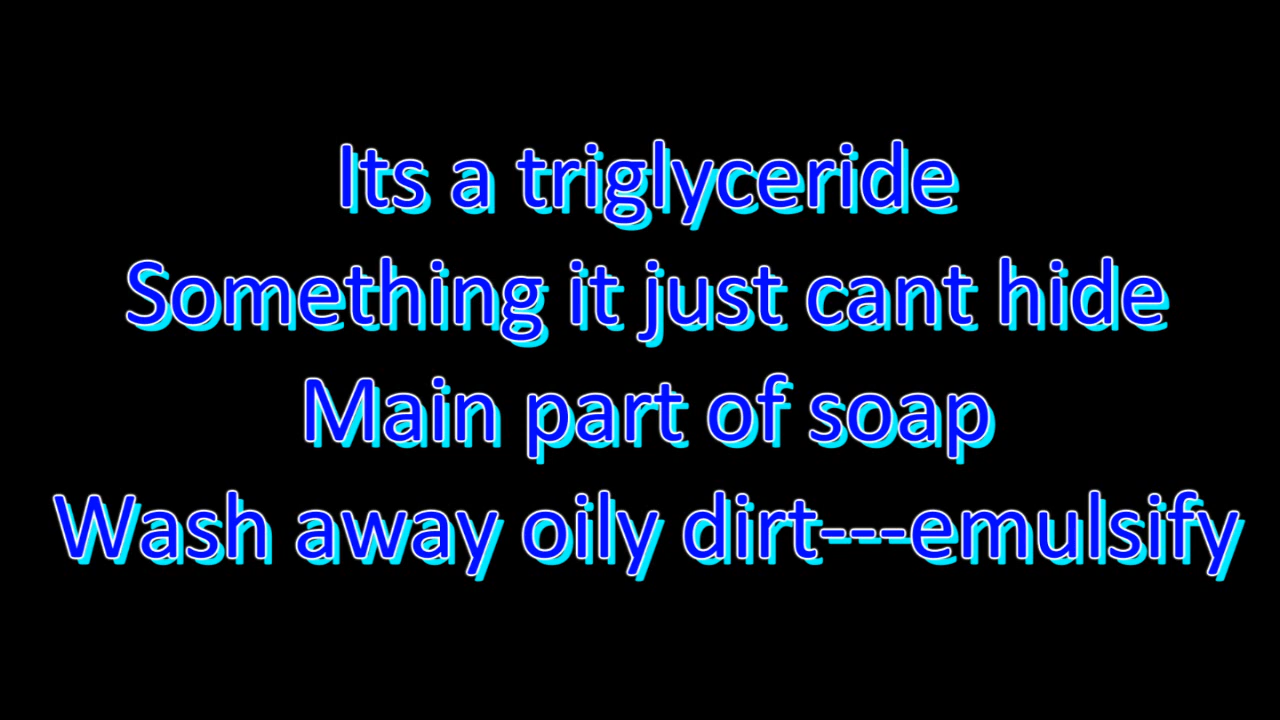 Its a triglyceride
Something it just cant hide
Main part of soap
Wash away oily dirt---emulsify